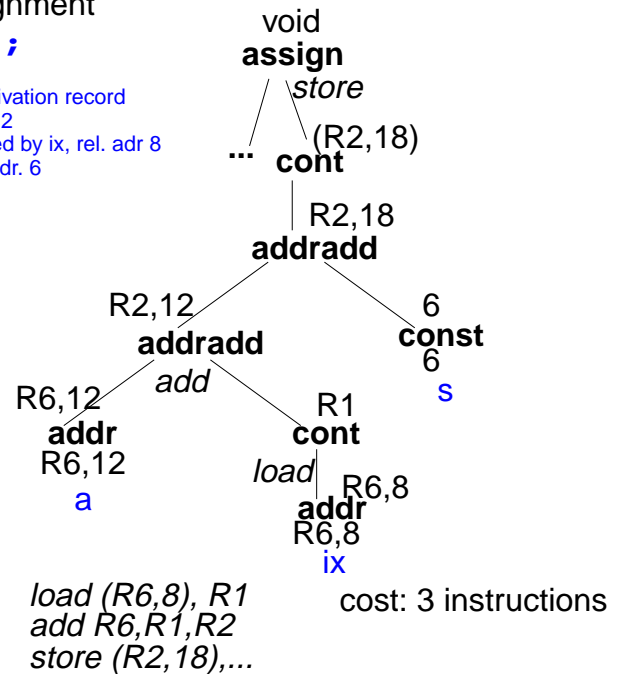 gnment
;
ivation record
2
ed by ix, rel. adr 8
dr. 6
void
assign
store
(R2,18)
... cont
R2,18
addradd
R2,12
6
addradd
const
6
s
add
R6,12
R1
addr
cont
R6,12
load
R6,8
a
addr
R6,8
ix
load (R6,8), R1
cost: 3 instructions
add R6,R1,R2
store (R2,18),...